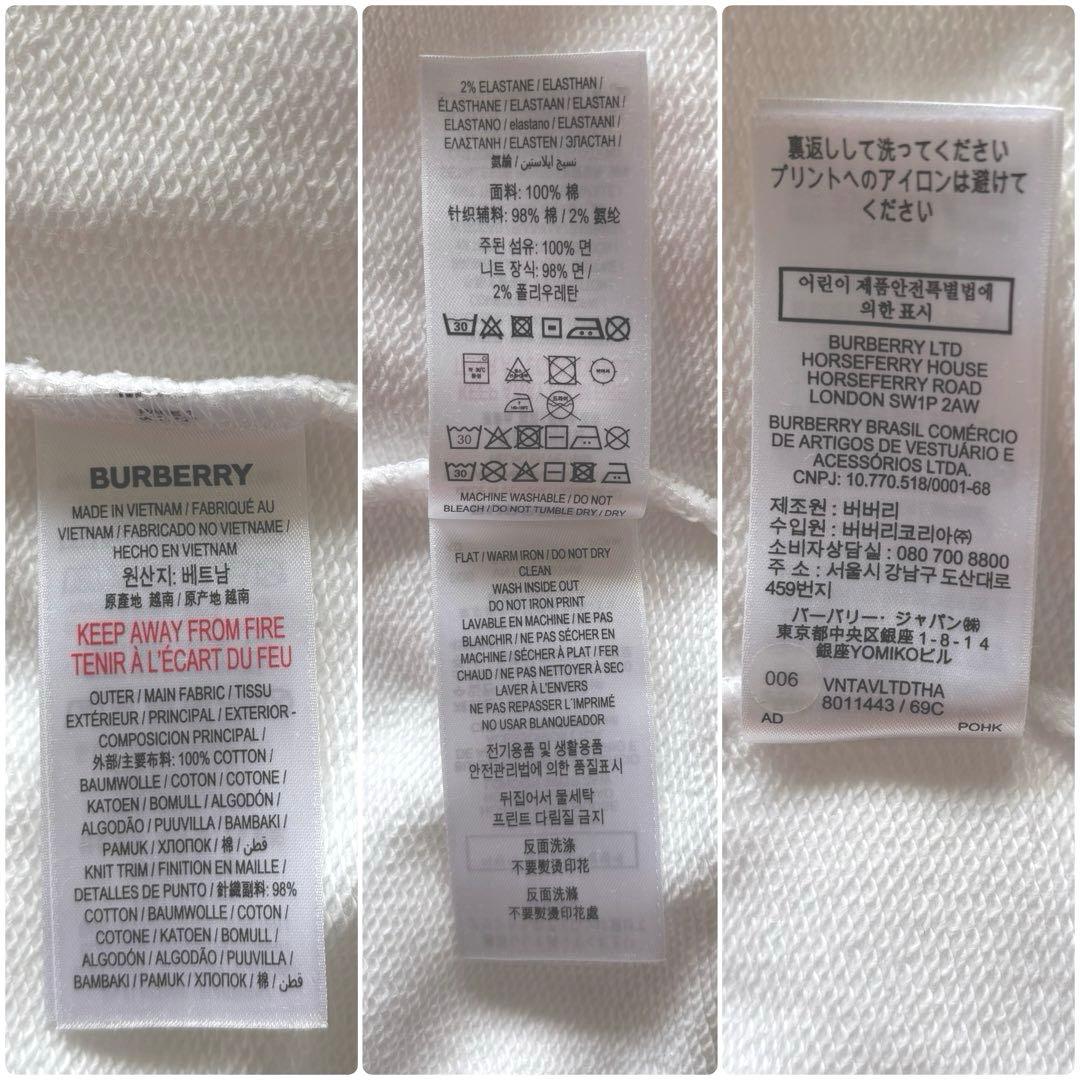 BURBERRY
MADE IN VIETNAM / FABRIQUÉ AU
VIETNAM / FABRICADO NO VIETNAME /
HECHO EN VIETNAM
원산지: 베트남
原產地 越南 / 原产地 越南
KEEP AWAY FROM FIRE
TENIR À L'ÉCART DU FEU
OUTER / MAIN FABRIC / TISSU
EXTÉRIEUR / PRINCIPAL / EXTERIOR -
COMPOSICION PRINCIPAL /
外部/主要布料: 100% COTTON /
BAUMWOLLE / COTON / COTONE /
KATOEN / BOMULL / ALGODÓN /
ALGODÃO / PUUVILLA / BAMBAKI /
PAMUK / ХЛОПОК / 棉 / قطن /
KNIT TRIM / FINITION EN MAILLE /
DETALLES DE PUNTO / 針織副料: 98%
COTTON / BAUMWOLLE / COTON /
COTONE / KATOEN / BOMULL /
ALGODÓN / ALGODÃO / PUUVILLA /
BAMBAKI / PAMUK / ХЛОПОК / 棉 / قطن
2% ELASTANE / ELASTHAN /
ÉLASTHANE / ELASTAAN / ELASTAN /
ELASTANO / elastano / ELASTAANI /
ΕΛΑΣΤΑΝΗ / ELASTEN / ЭЛАСТАН /
氨綸 / نسيج ايلاستين
面料: 100% 棉
针织辅料: 98% 棉 / 2% 氨纶
주된 섬유: 100% 면
니트 장식: 98% 면 /
2% 폴리우레탄
30
30
30
MACHINE WASHABLE / DO NOT
BLEACH / DO NOT TUMBLE DRY / DRY
FLAT / WARM IRON / DO NOT DRY
CLEAN
WASH INSIDE OUT
DO NOT IRON PRINT
LAVABLE EN MACHINE / NE PAS
BLANCHIR / NE PAS SÉCHER EN
MACHINE / SÉCHER À PLAT / FER
CHAUD / NE PAS NETTOYER À SEC
LAVER À L'ENVERS
NE PAS REPASSER L´IMPRIMÉ
NO USAR BLANQUEADOR
전기용품 및 생활용품
안전관리법에 의한 품질표시
뒤집어서 물세탁
프린트 다림질 금지
反面洗涤
不要熨烫印花
反面洗滌
不要熨燙印花處
裏返しして洗ってください
プリントへのアイロンは避けて
ください
어린이 제품안전특별법에
의한 표시
BURBERRY LTD
HORSEFERRY HOUSE
HORSEFERRY ROAD
LONDON SW1P 2AW
BURBERRY BRASIL COMÉRCIO
DE ARTIGOS DE VESTUÁRIO E
ACESSÓRIOS LTDA.
CNPJ: 10.770.518/0001-68
제조원 : 버버리
수입원 : 버버리코리아㈜
소비자상담실 : 080 700 8800
주 소 : 서울시 강남구 도산대로
459번지
バーバリー・ジャパン㈱
東京都中央区銀座1-8-14
銀座YOMIKOビル
006
VNTAVLTDTHA
8011443 / 69C
AD
POHK